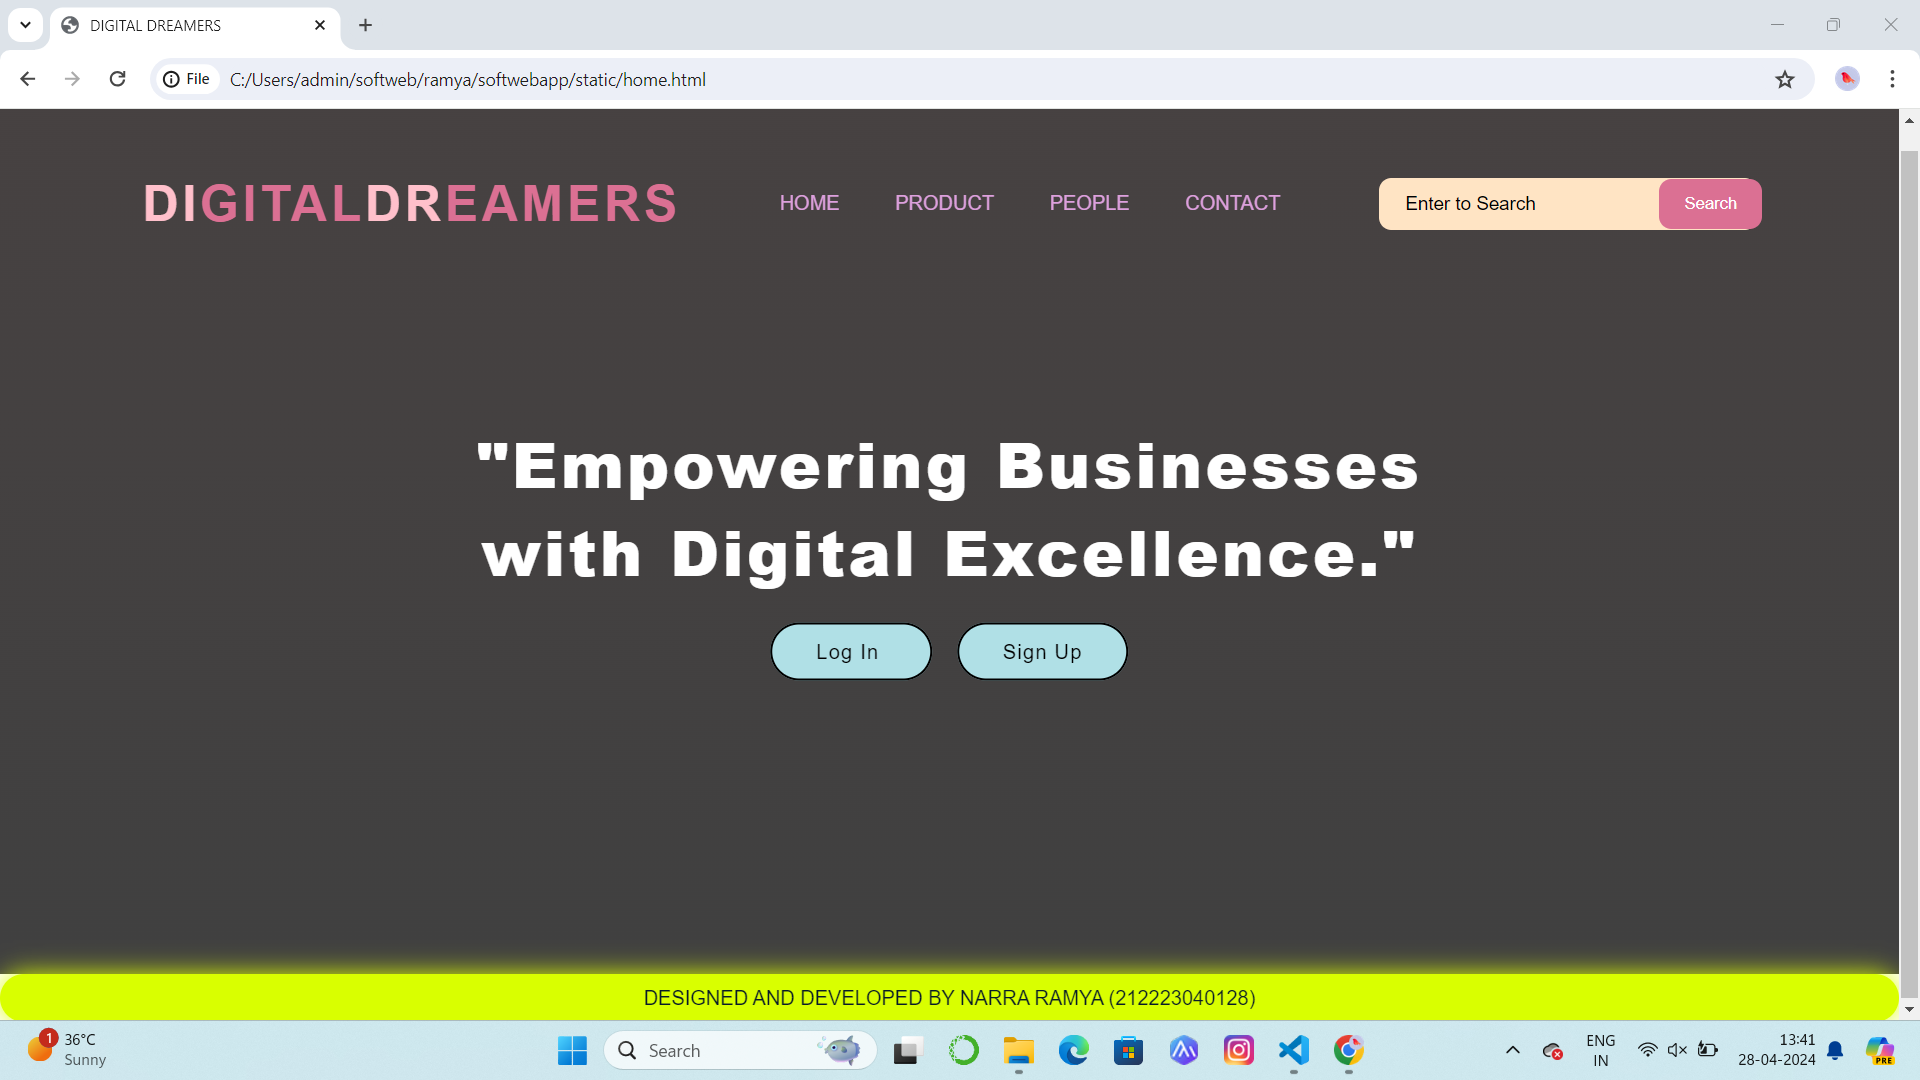 DIGITAL DREAMERS
File
C:/Users/admin/softweb/ramya/softwebapp/static/home.html
DIGITALDREAMERS
HOME
PRODUCT
PEOPLE
CONTACT
Enter to Search
Search
"Empowering Businesses
with Digital Excellence."
Log In
Sign Up
DESIGNED AND DEVELOPED BY NARRA RAMYA (212223040128)
1
36°C
Sunny
Search
ENG
IN
13:41
28-04-2024
PRE